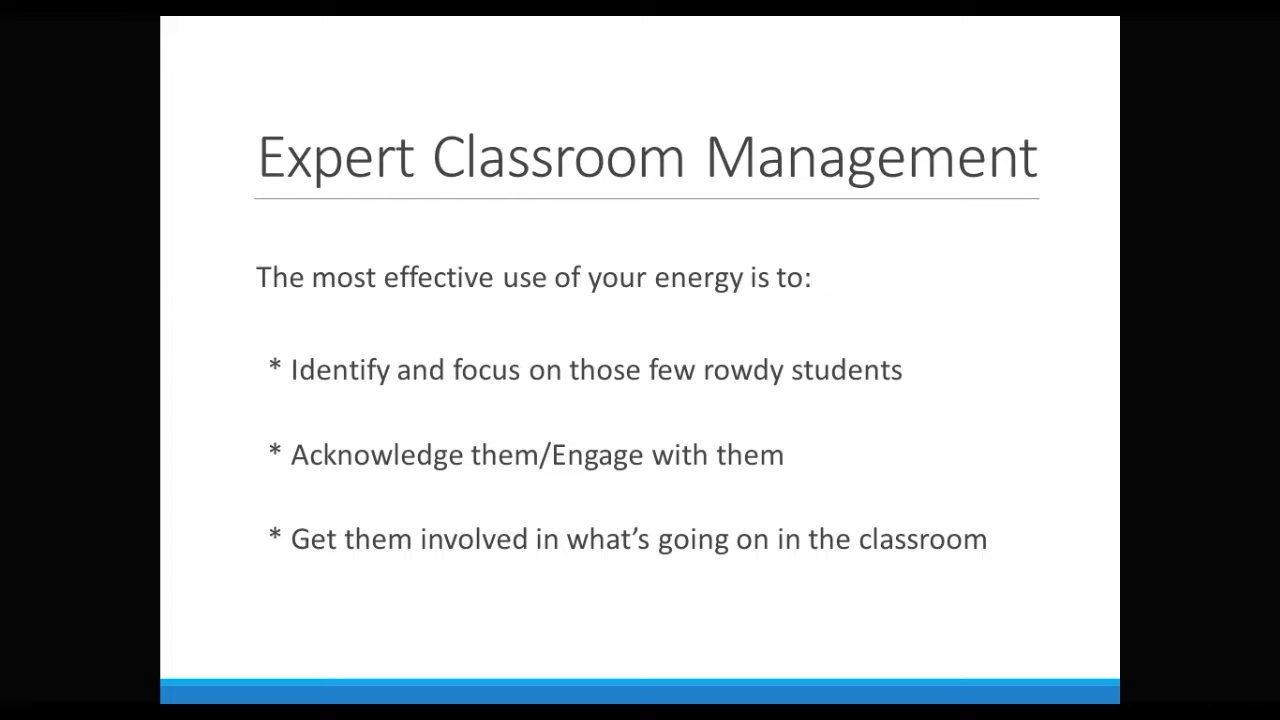 Expert Classroom Management
The most effective use of your energy is to:
* Identify and focus on those few rowdy students
* Acknowledge them/Engage with them
* Get them involved in what’s going on in the classroom